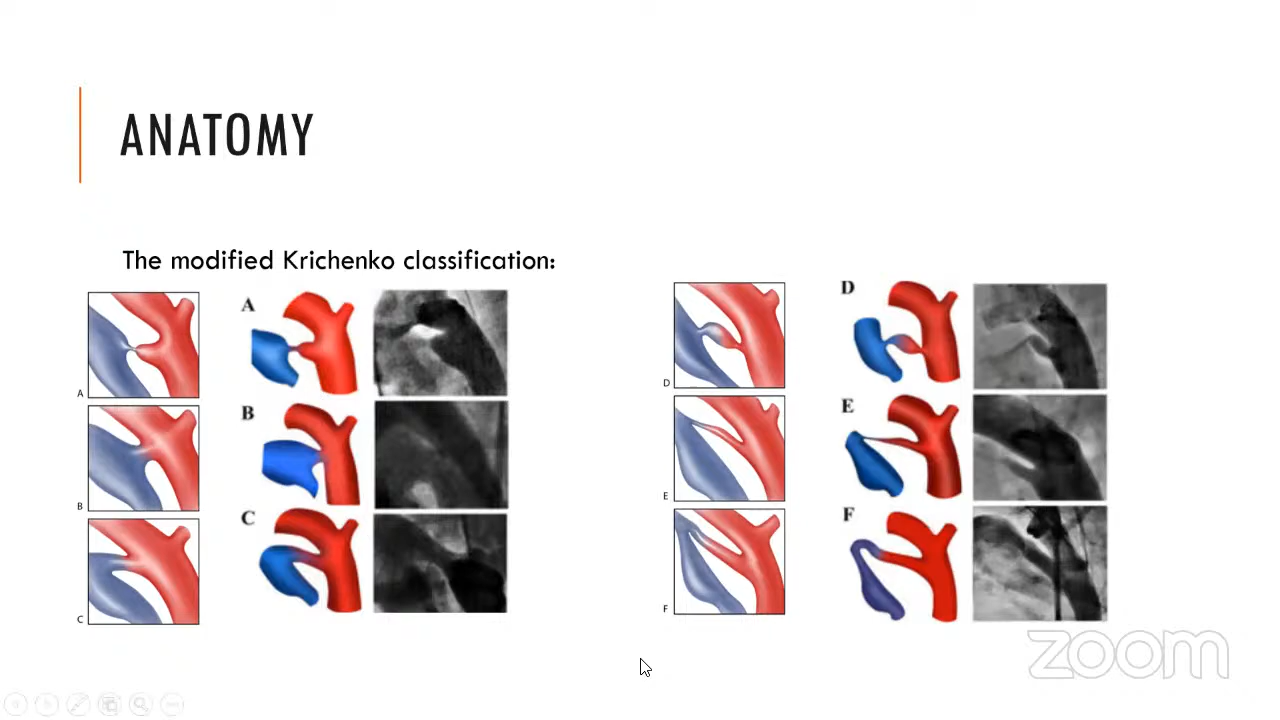 ANATOMY
The modified Krichenko classification:
A
A
B
B
C
C
D
D
E
E
F
F
zoom